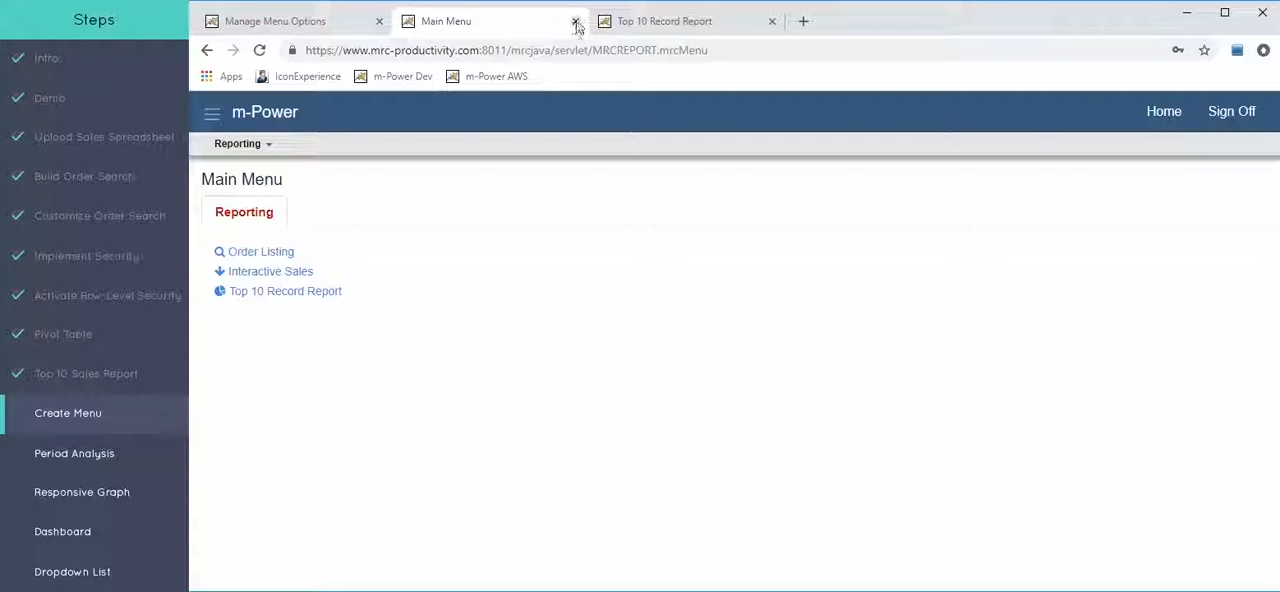 Steps
Intro
Demo
Upload Sales Spreadsheet
Build Order Search
Customize Order Search
Implement Security
Activate Row-Level Security
Pivot Table
Top 10 Sales Report
Create Menu
Period Analysis
Responsive Graph
Dashboard
Dropdown List
Manage Menu Options
Main Menu
Top 10 Record Report
https://www.mrc-productivity.com:8011/mrcjava/servlet/MRCREPORT.mrcMenu
Apps IconExperience m-Power Dev m-Power AWS
m-Power Home Sign Off
Reporting
Main Menu
Reporting
Order Listing
Interactive Sales
Top 10 Record Report